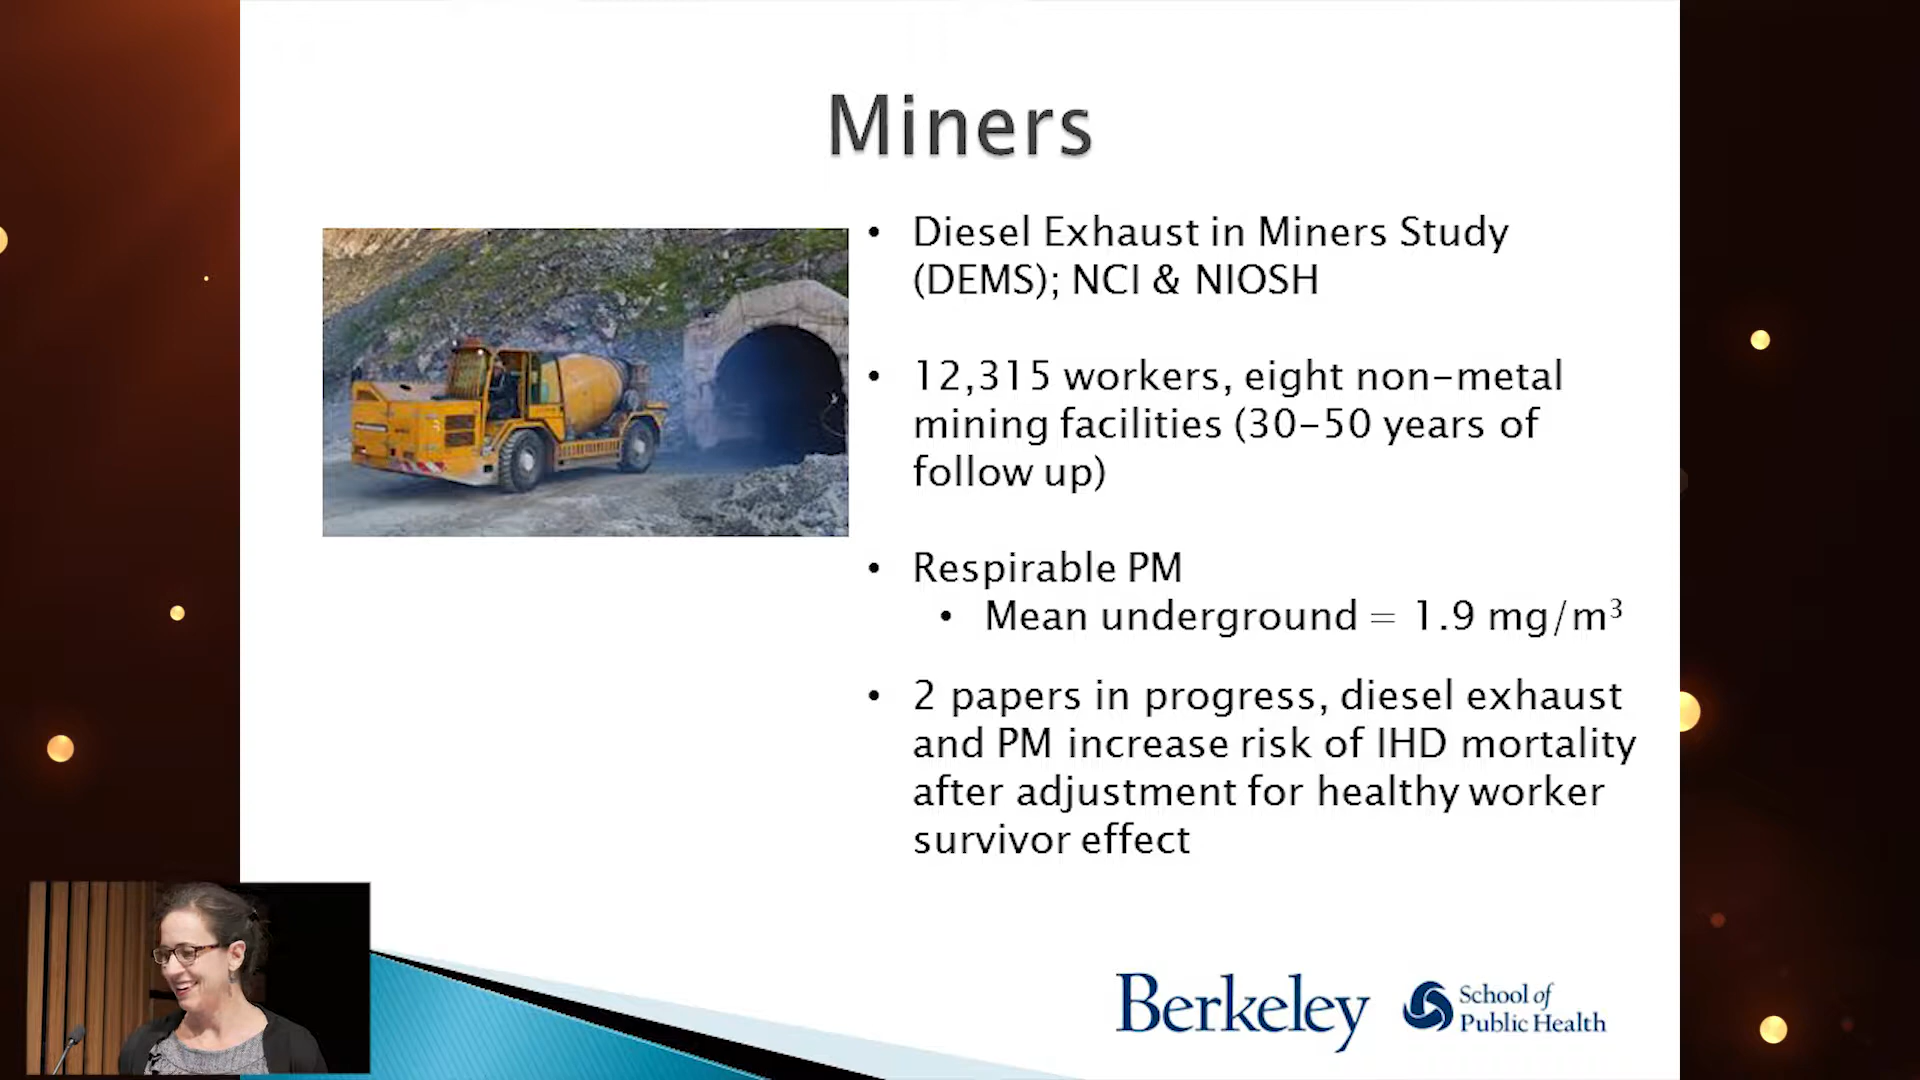 Miners
• Diesel Exhaust in Miners Study
(DEMS); NCI & NIOSH
• 12,315 workers, eight non-metal
mining facilities (30-50 years of
follow up)
• Respirable PM
• Mean underground = 1.9 mg/m³
• 2 papers in progress, diesel exhaust
and PM increase risk of IHD mortality
after adjustment for healthy worker
survivor effect
Berkeley
School of
Public Health